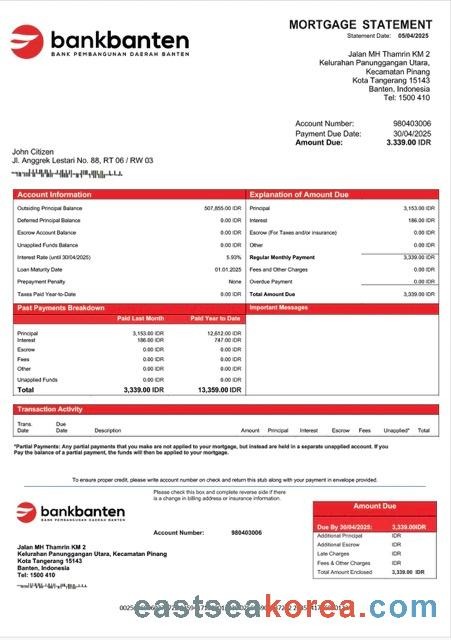 bankbanten
BANK PEMBANGUNAN DAERAH BANTEN
MORTGAGE STATEMENT
Statement Date: 05/04/2025
Jalan MH Thamrin KM 2
Kelurahan Panunggangan Utara,
Kecamatan Pinang
Kota Tangerang 15143
Banten, Indonesia
Tel: 1500 410
Account Number: 980403006
Payment Due Date: 30/04/2025
Amount Due: 3.339.00 IDR
John Citizen
Jl. Anggrek Lestari No. 88, RT 06 / RW 03
Account Information
Outsiding Principal Balance 507,855.00 IDR
Deferred Principal Balance 0.00 IDR
Escrow Account Balance 0.00 IDR
Unapplied Funds Balance 0.00 IDR
Interest Rate (until 30/04/2025) 5.93%
Loan Maturity Date 01.01.2025
Prepayment Penalty None
Taxes Paid Year-to-Date 0.00 IDR
Explanation of Amount Due
Principal 3,153.00 IDR
Interest 186.00 IDR
Escrow (For Taxes and/or insurance) 0.00 IDR
Other 0.00 IDR
Regular Monthly Payment 3,339.00 IDR
Fees and Other Charges 0.00 IDR
Overdue Payment 0.00 IDR
Total Amount Due 3,339.00 IDR
Past Payments Breakdown
Paid Last Month Paid Year to Date
Principal 3,153.00 IDR 12,612.00 IDR
Interest 186.00 IDR 747.00 IDR
Escrow 0.00 IDR 0.00 IDR
Fees 0.00 IDR 0.00 IDR
Other 0.00 IDR 0.00 IDR
Unapplied Funds 0.00 IDR 0.00 IDR
Total 3,339.00 IDR 13,359.00 IDR
Important Messages
Transaction Activity
Trans. Date Due Date Description Amount Principal Interest Escrow Fees Unapplied* Total
*Partial Payments: Any partial payments that you make are not applied to your mortgage, but instead are held in a separate unapplied account. If you
Pay the balance of a partial payment, the funds will then be applied to your mortgage.
To ensure proper credit, please write account number on check and return this stub along with your payment in envelope provided.
Please check this box and complete reverse side if there
is a change in billing address or insurance information.
bankbanten
BANK PEMBANGUNAN DAERAH BANTEN
Account Number: 980403006
Jalan MH Thamrin KM 2
Kelurahan Panunggangan Utara, Kecamatan Pinang
Kota Tangerang 15143
Banten, Indonesia
Tel: 1500 410
Amount Due
Due By 30/04/2025: 3,339.00IDR
Additional Principal IDR
Additional Escrow IDR
Late Charges IDR
Fees & Other Charges IDR
Total Amount Enclosed 3,339.00 IDR
eastseakorea.com